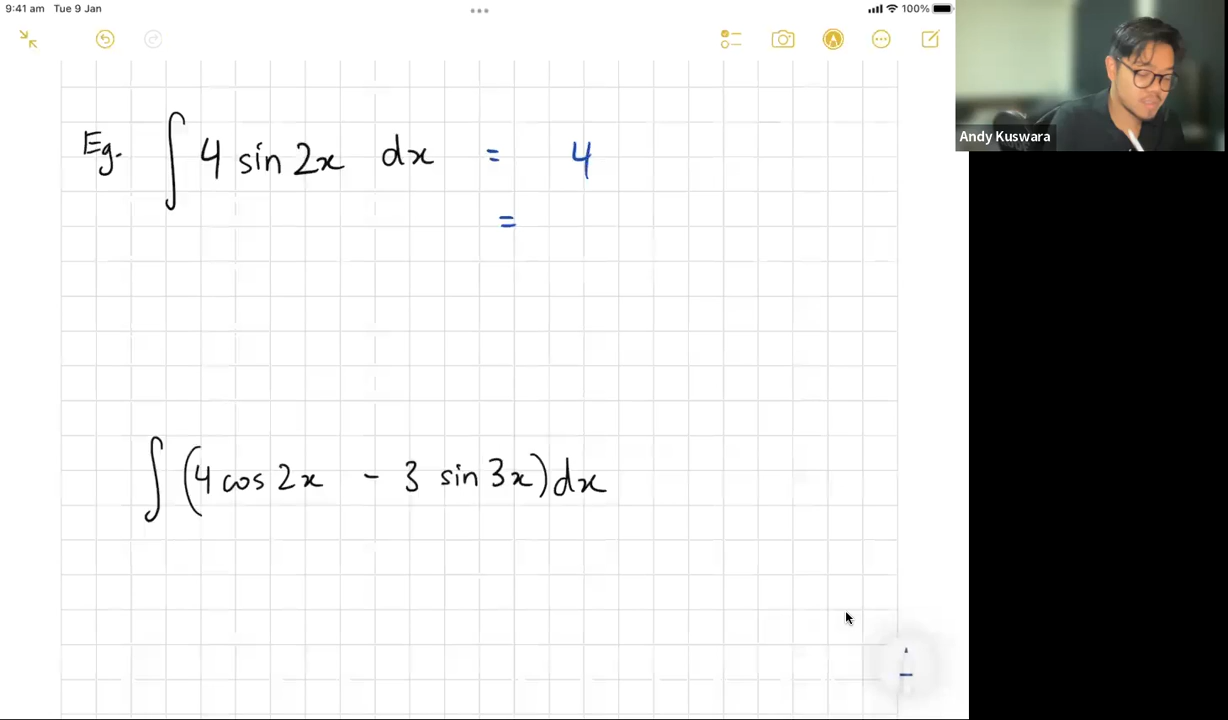 9:41 am Tue 9 Jan 100%
Andy Kuswara
Eg. ∫ 4 sin 2x dx = 4
=
∫ (4 cos 2x - 3 sin 3x) dx